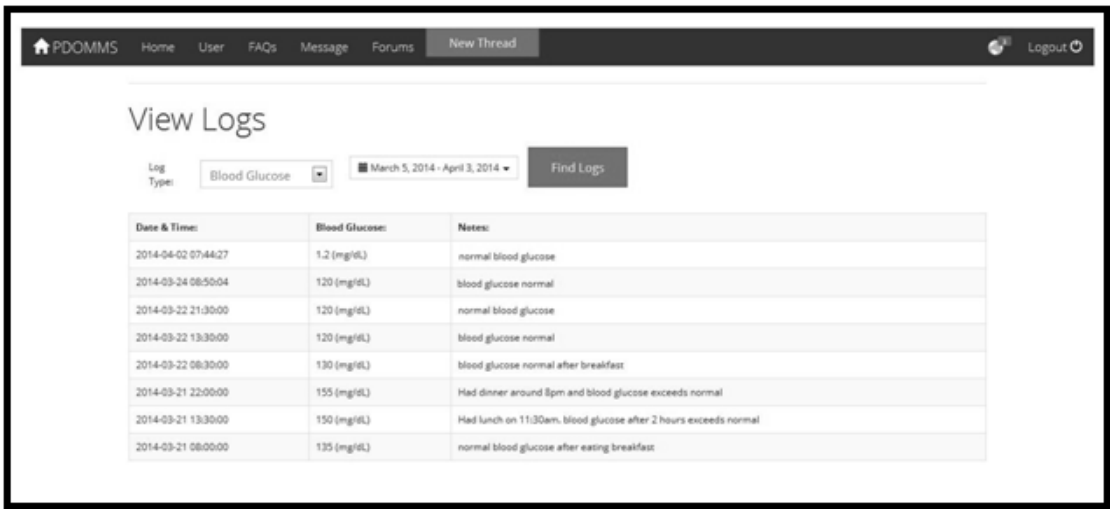 PDOMMS Home User FAQs Message Forums New Thread Logout
View Logs
Log Type: Blood Glucose March 5, 2014 - April 3, 2014 Find Logs
Date & Time: Blood Glucose: Notes:
2014-04-02 07:44:27 1.2 (mg/dL) normal blood glucose
2014-03-24 08:50:04 120 (mg/dL) blood glucose normal
2014-03-22 21:30:00 120 (mg/dL) normal blood glucose
2014-03-22 13:30:00 120 (mg/dL) blood glucose normal
2014-03-22 08:30:00 130 (mg/dL) blood glucose normal after breakfast
2014-03-21 22:00:00 155 (mg/dL) Had dinner around 8pm and blood glucose exceeds normal
2014-03-21 13:30:00 150 (mg/dL) Had lunch on 11:30am. blood glucose after 2 hours exceeds normal
2014-03-21 08:00:00 135 (mg/dL) normal blood glucose after eating breakfast